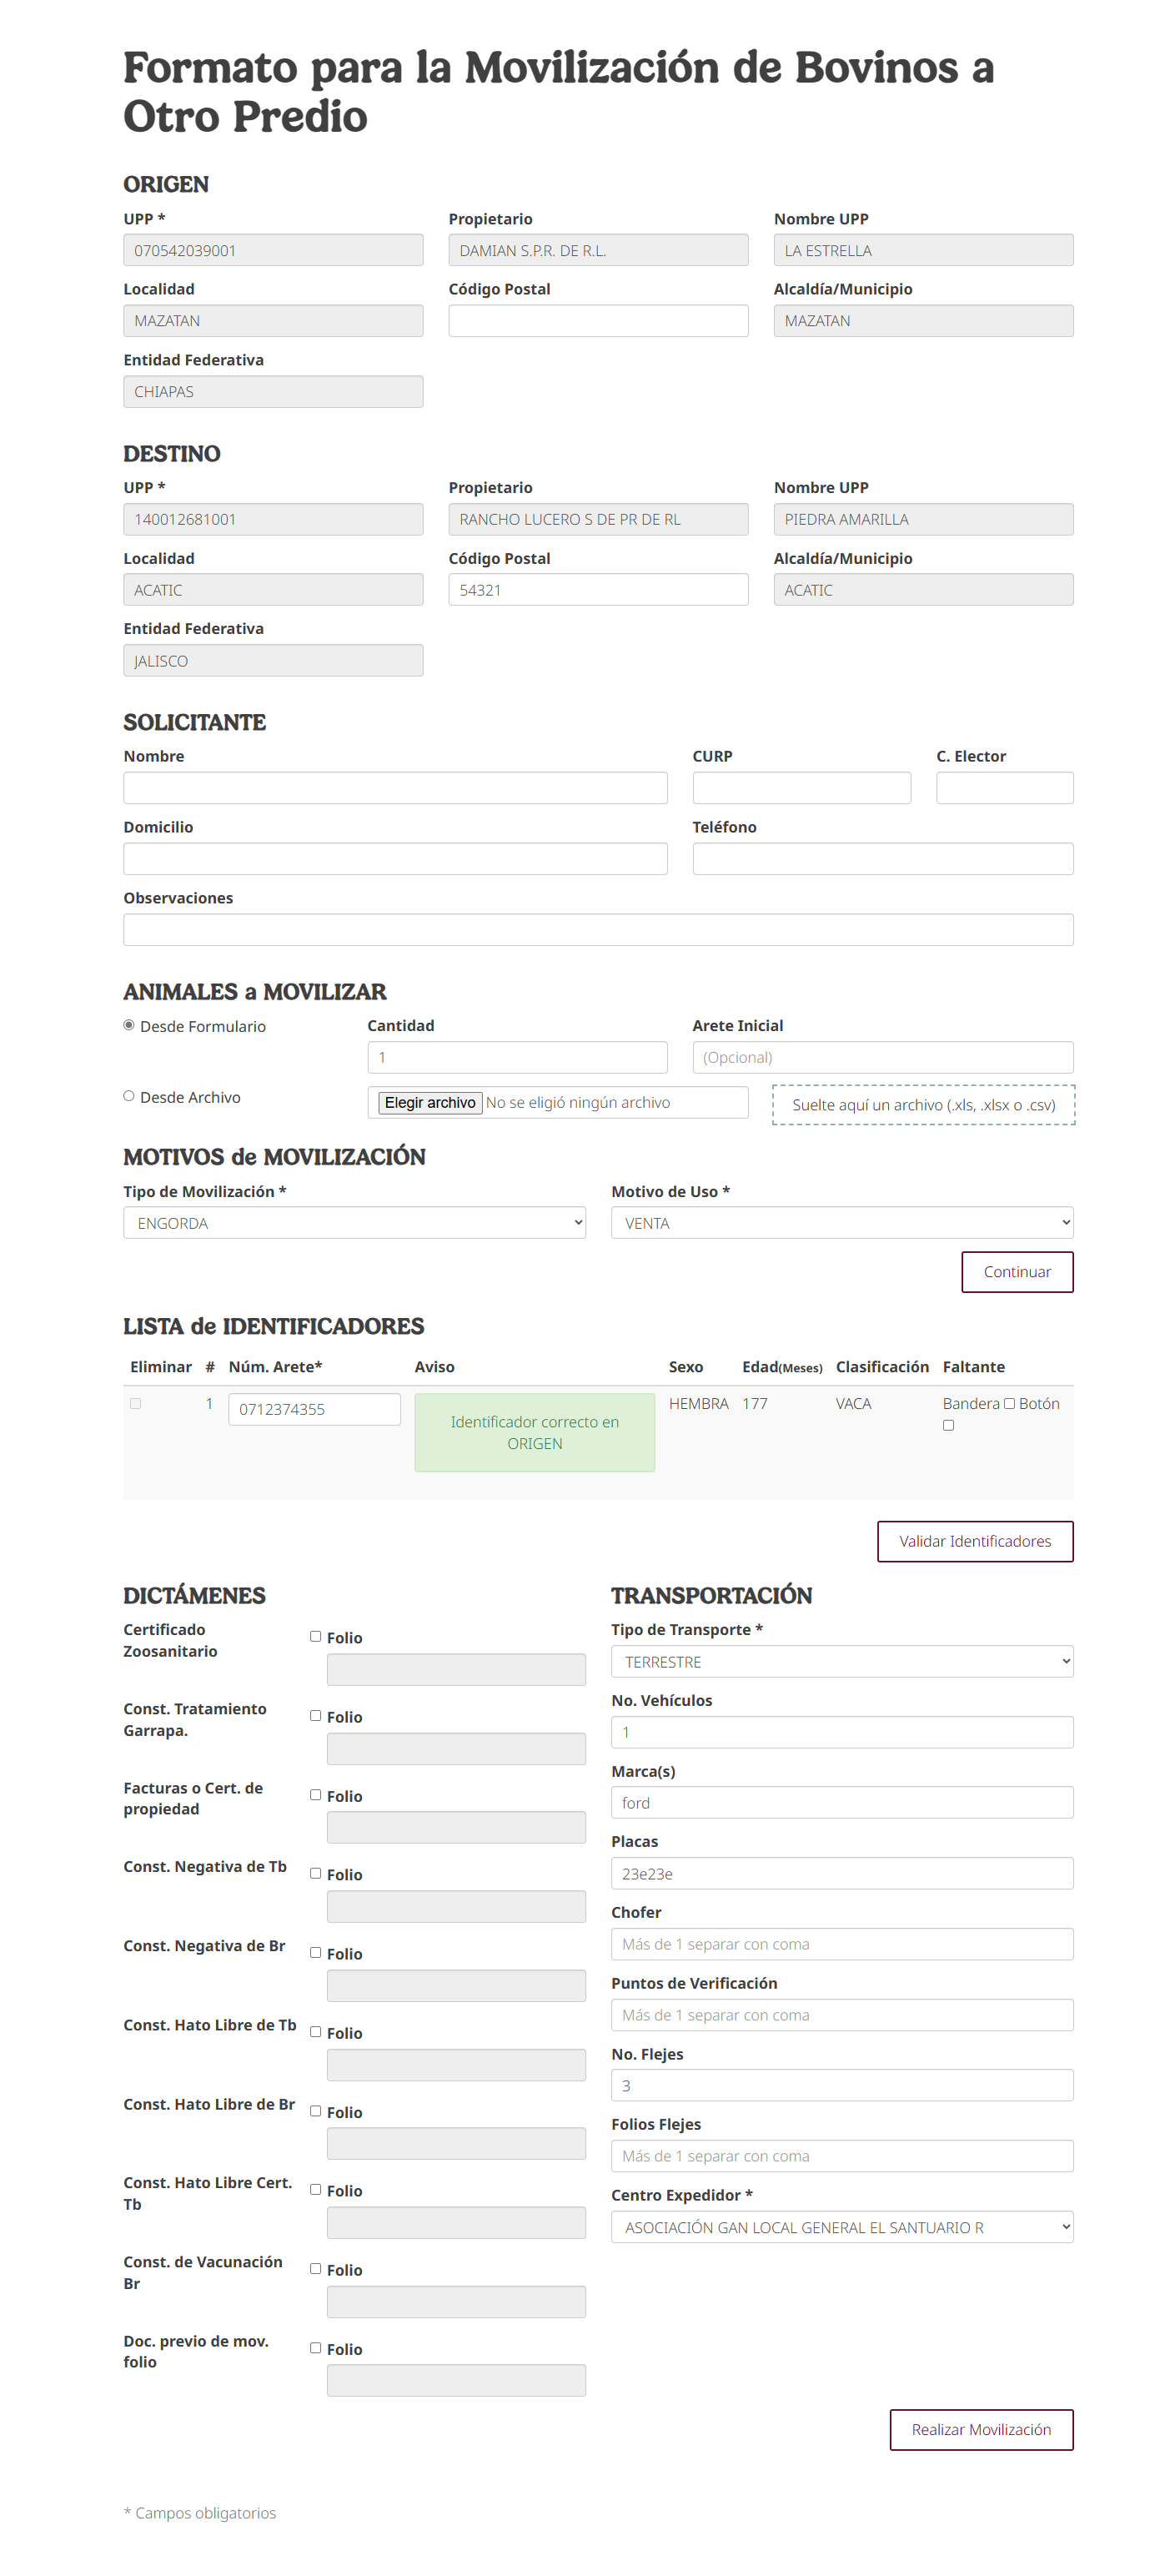 Formato para la Movilización de Bovinos a
Otro Predio
ORIGEN
UPP * Propietario Nombre UPP
070542039001 DAMIAN S.P.R. DE R.L. LA ESTRELLA
Localidad Código Postal Alcaldía/Municipio
MAZATAN MAZATAN
Entidad Federativa
CHIAPAS
DESTINO
UPP * Propietario Nombre UPP
140012681001 RANCHO LUCERO S DE PR DE RL PIEDRA AMARILLA
Localidad Código Postal Alcaldía/Municipio
ACATIC 54321 ACATIC
Entidad Federativa
JALISCO
SOLICITANTE
Nombre CURP C. Elector
Domicilio Teléfono
Observaciones
ANIMALES a MOVILIZAR
Desde Formulario Cantidad Arete Inicial
1 (Opcional)
Desde Archivo Elegir archivo No se eligió ningún archivo Suelte aquí un archivo (.xls, .xlsx o .csv)
MOTIVOS de MOVILIZACIÓN
Tipo de Movilización * Motivo de Uso *
ENGORDA VENTA
Continuar
LISTA de IDENTIFICADORES
Eliminar # Núm. Arete* Aviso Sexo Edad(Meses) Clasificación Faltante
1 0712374355 Identificador correcto en HEMBRA 177 VACA Bandera Botón
ORIGEN
Validar Identificadores
DICTÁMENES
Certificado
Zoosanitario
Folio
Const. Tratamiento
Garrapa.
Folio
Facturas o Cert. de
propiedad
Folio
Const. Negativa de Tb
Folio
Const. Negativa de Br
Folio
Const. Hato Libre de Tb
Folio
Const. Hato Libre de Br
Folio
Const. Hato Libre Cert.
Tb
Folio
Const. de Vacunación
Br
Folio
Doc. previo de mov.
folio
Folio
TRANSPORTACIÓN
Tipo de Transporte *
TERRESTRE
No. Vehículos
1
Marca(s)
ford
Placas
23e23e
Chofer
Más de 1 separar con coma
Puntos de Verificación
Más de 1 separar con coma
No. Flejes
3
Folios Flejes
Más de 1 separar con coma
Centro Expedidor *
ASOCIACIÓN GAN LOCAL GENERAL EL SANTUARIO R
Realizar Movilización
* Campos obligatorios